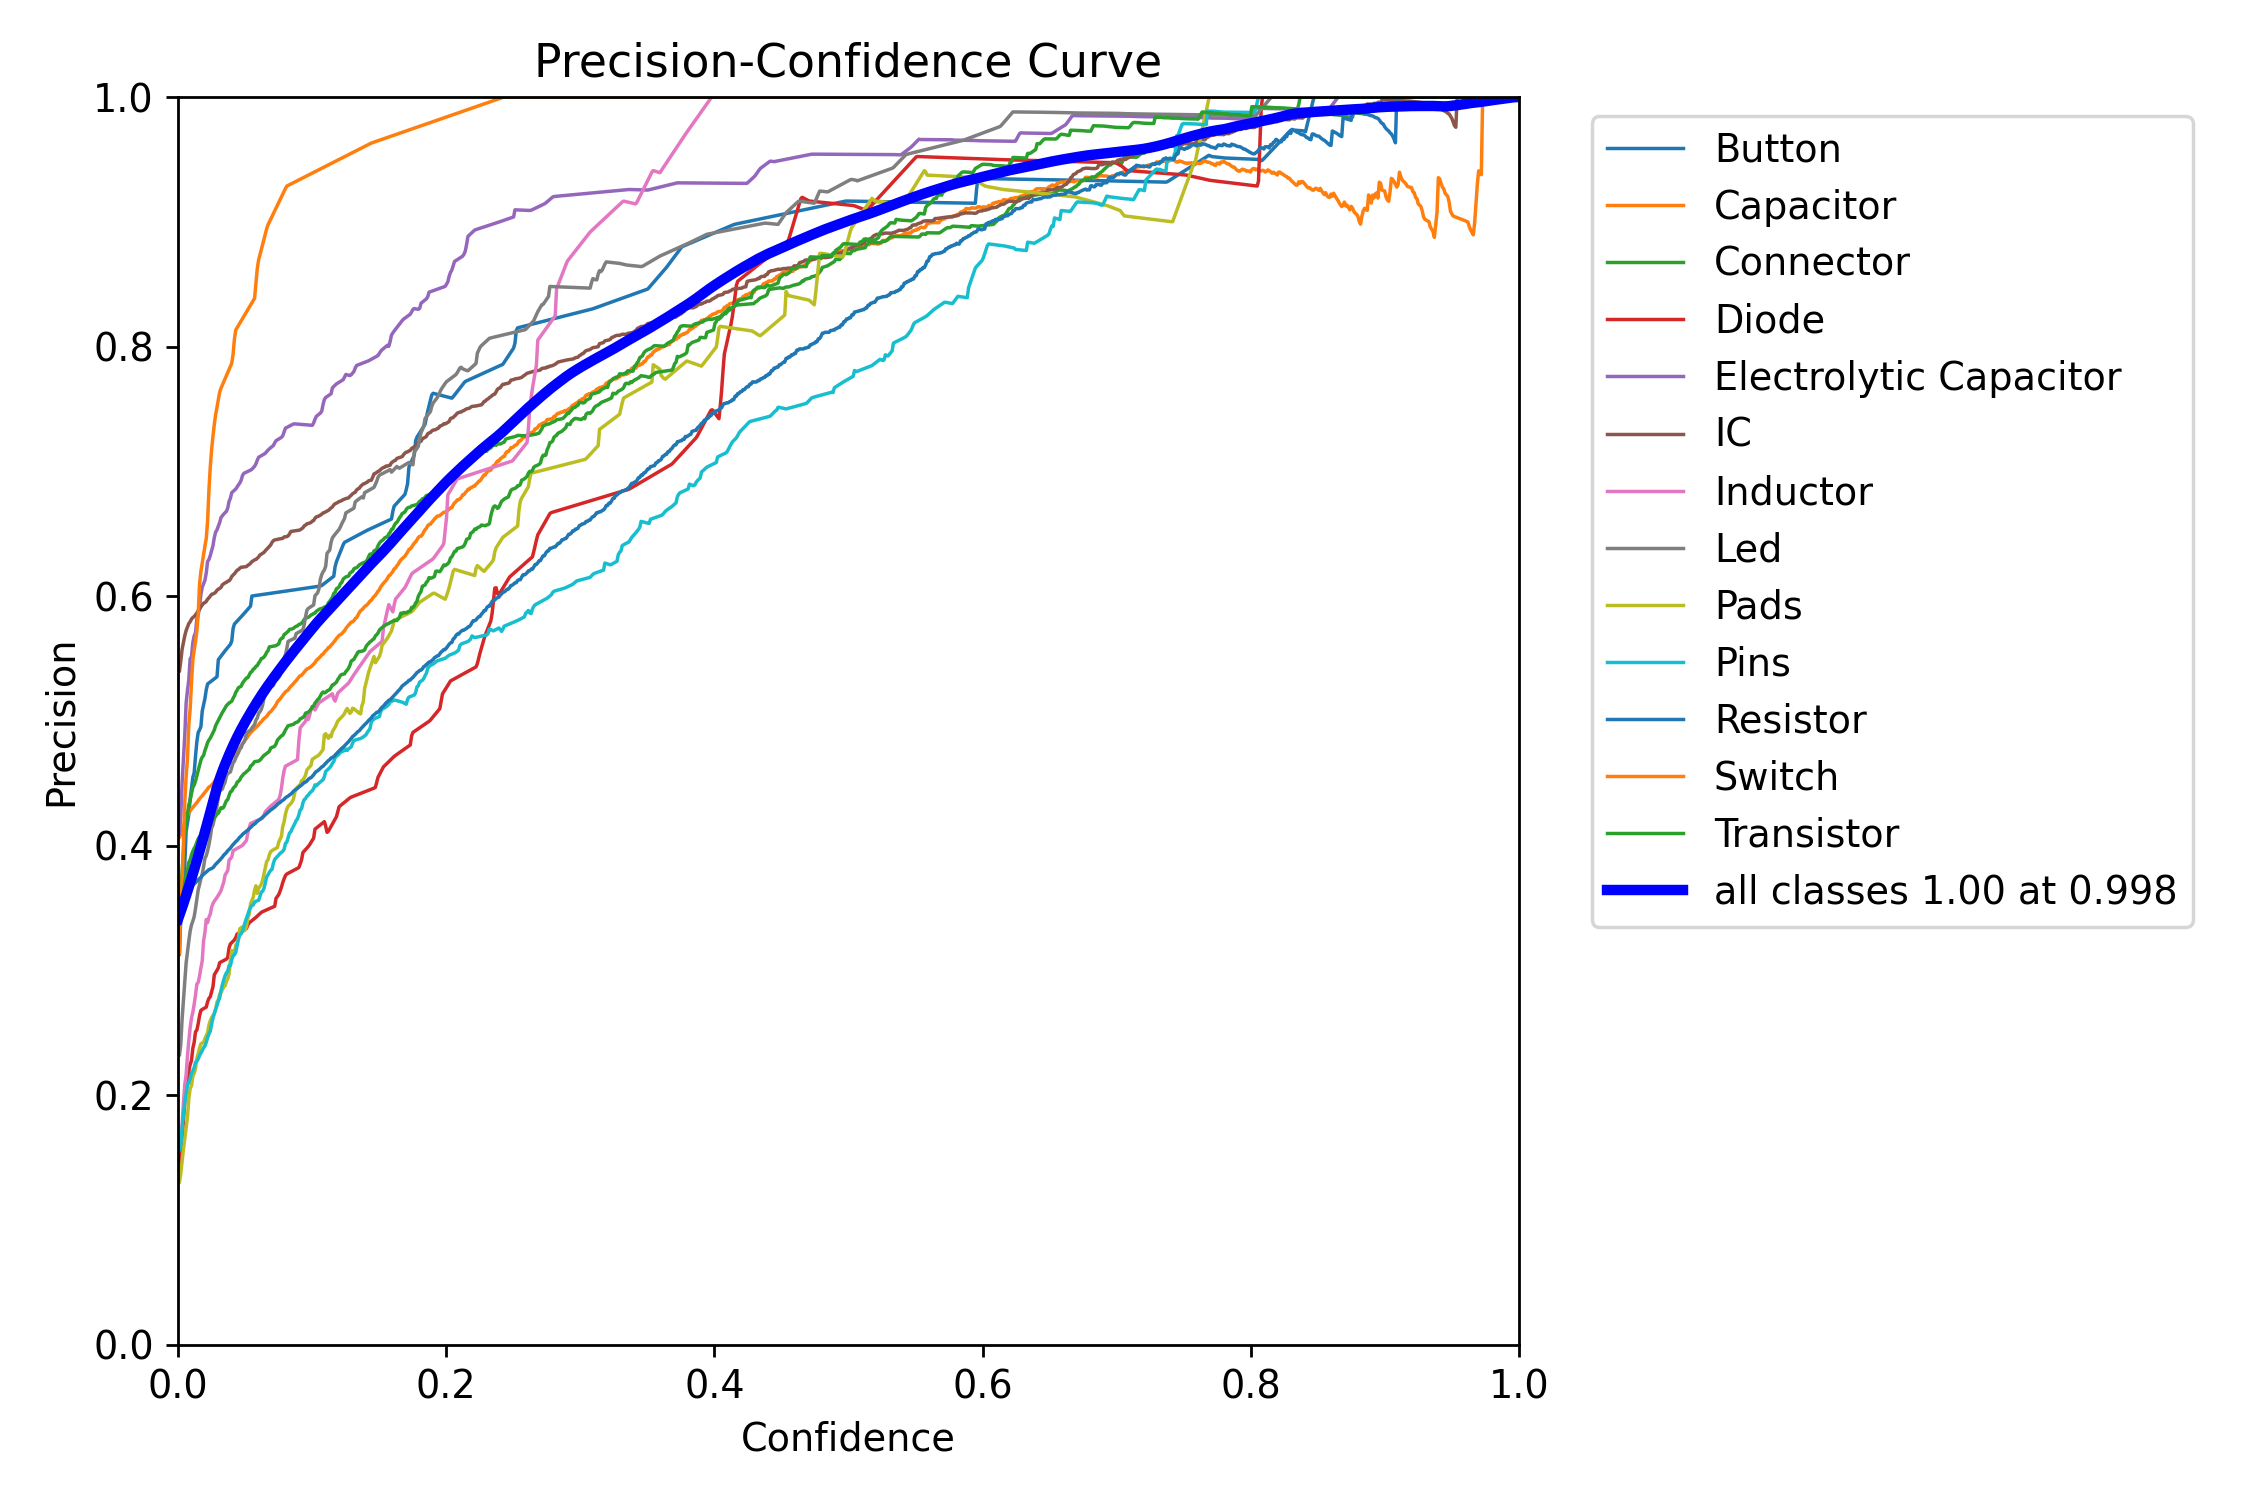 Precision-Confidence Curve
1.0
0.8
0.6
0.4
0.2
0.0
Precision
0.0 0.2 0.4 0.6 0.8 1.0
Confidence
Button
Capacitor
Connector
Diode
Electrolytic Capacitor
IC
Inductor
Led
Pads
Pins
Resistor
Switch
Transistor
all classes 1.00 at 0.998